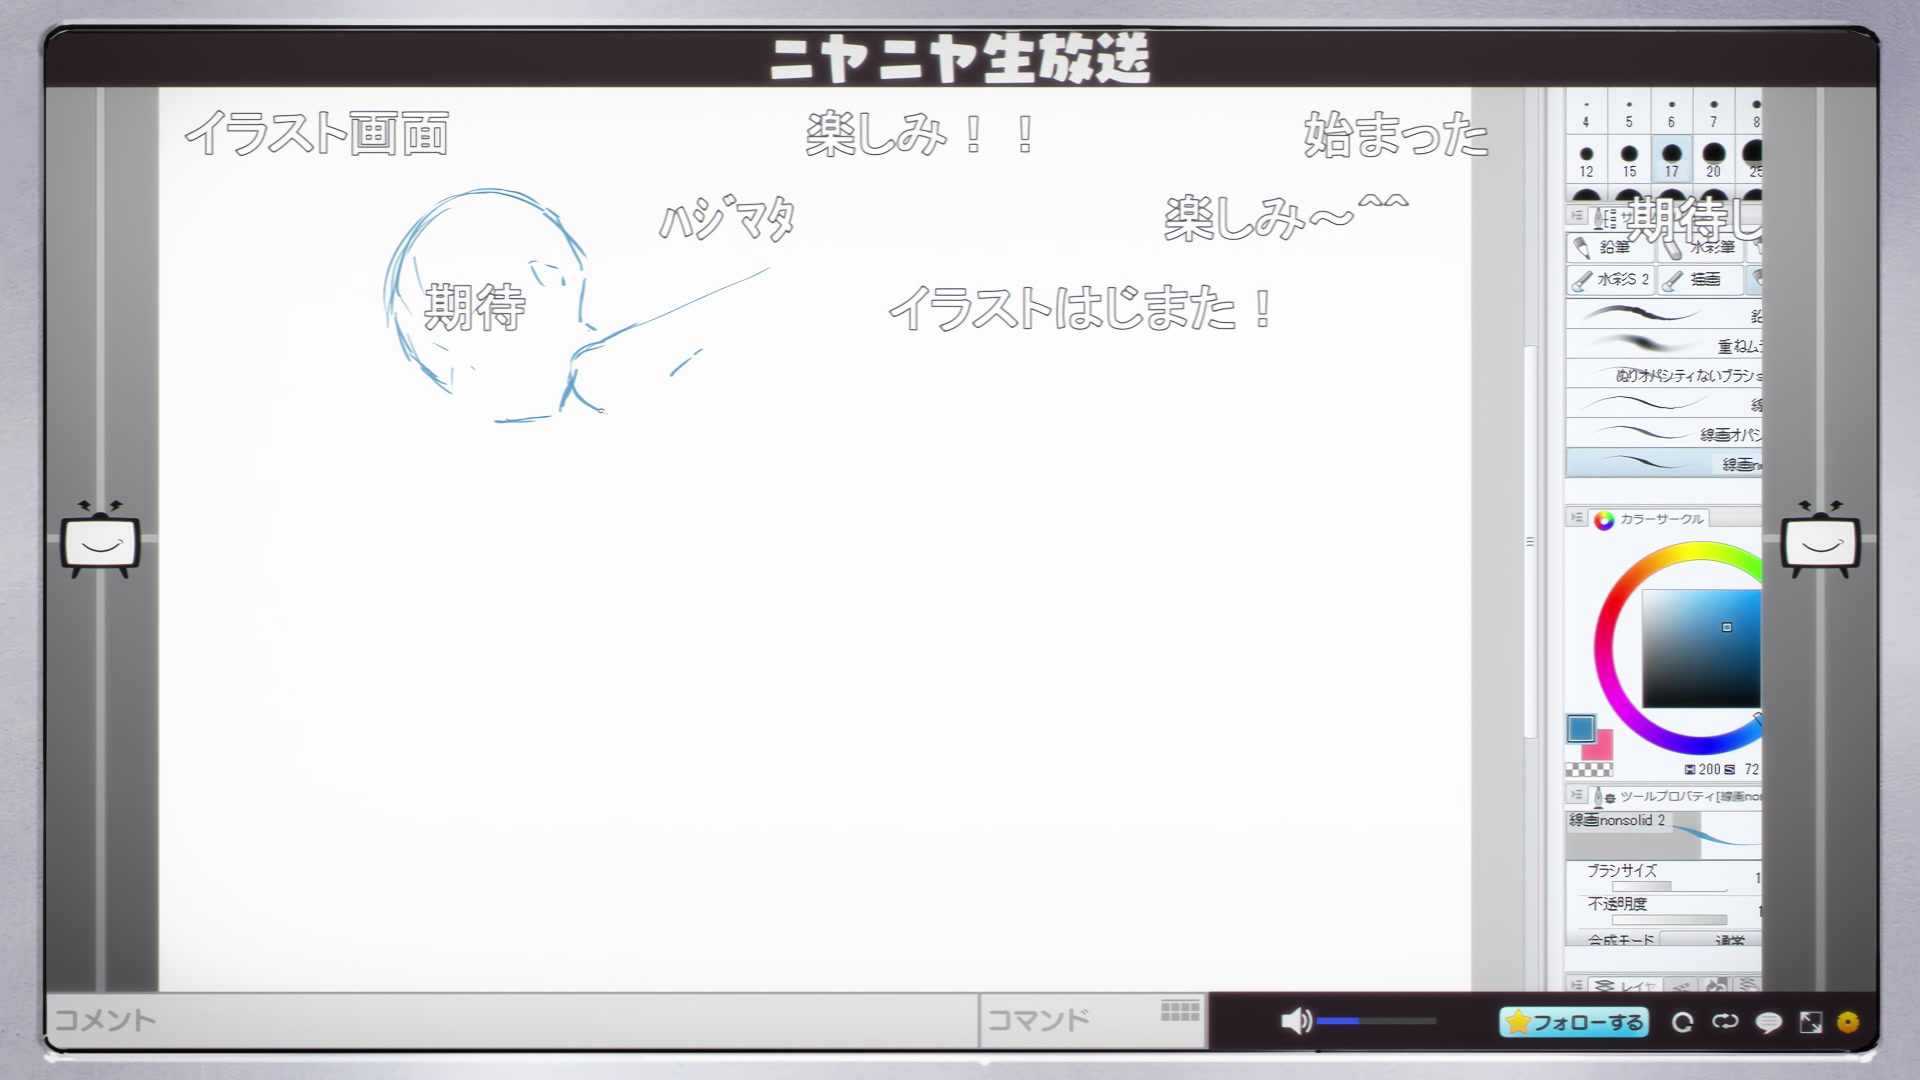 ニヤニヤ生放送
イラスト画面
楽しみ！！
始まった
ﾊｼﾞﾏﾀ
楽しみ～^^
期待し
期待
イラストはじまた！
4 5 6 7 8
12 15 17 20 25
鉛筆 水彩筆
水彩S 2 描画
鉛
重ねム
ぬりオパシティないブラシ
線
線画オパシ
線画n
カラーサークル
H 200 S 72
ツールプロパティ[線画non
線画nonsolid 2
ブラシサイズ 1
不透明度 1
合成モード 通常
レイヤ
コメント
コマンド
フォローする